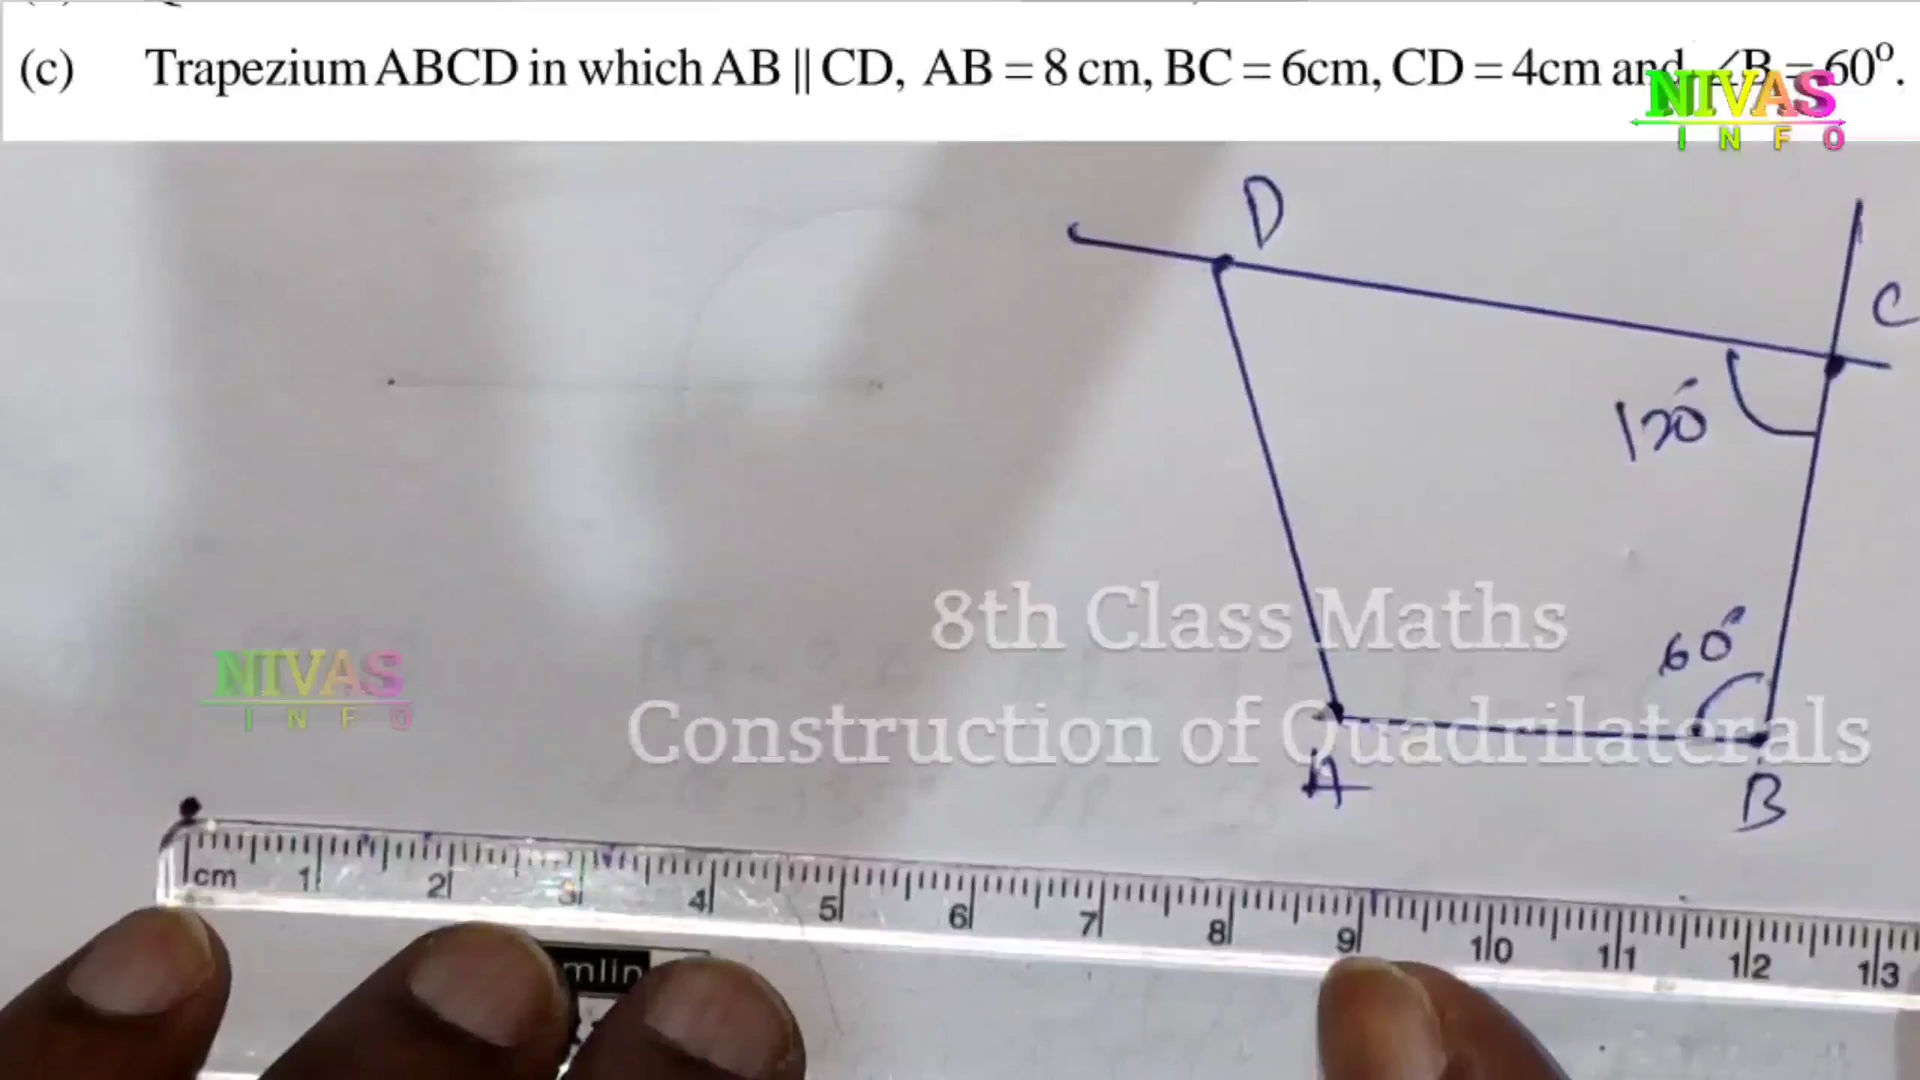 (c) Trapezium ABCD in which AB || CD, AB = 8 cm, BC = 6cm, CD = 4cm and ∠B = 60°.
NIVAS
INFO
D
C
120°
8th Class Maths
60°
NIVAS
INFO
Construction of Quadrilaterals
A
B
cm 1 2 3 4 5 6 7 8 9 10 11 12 13
mlin